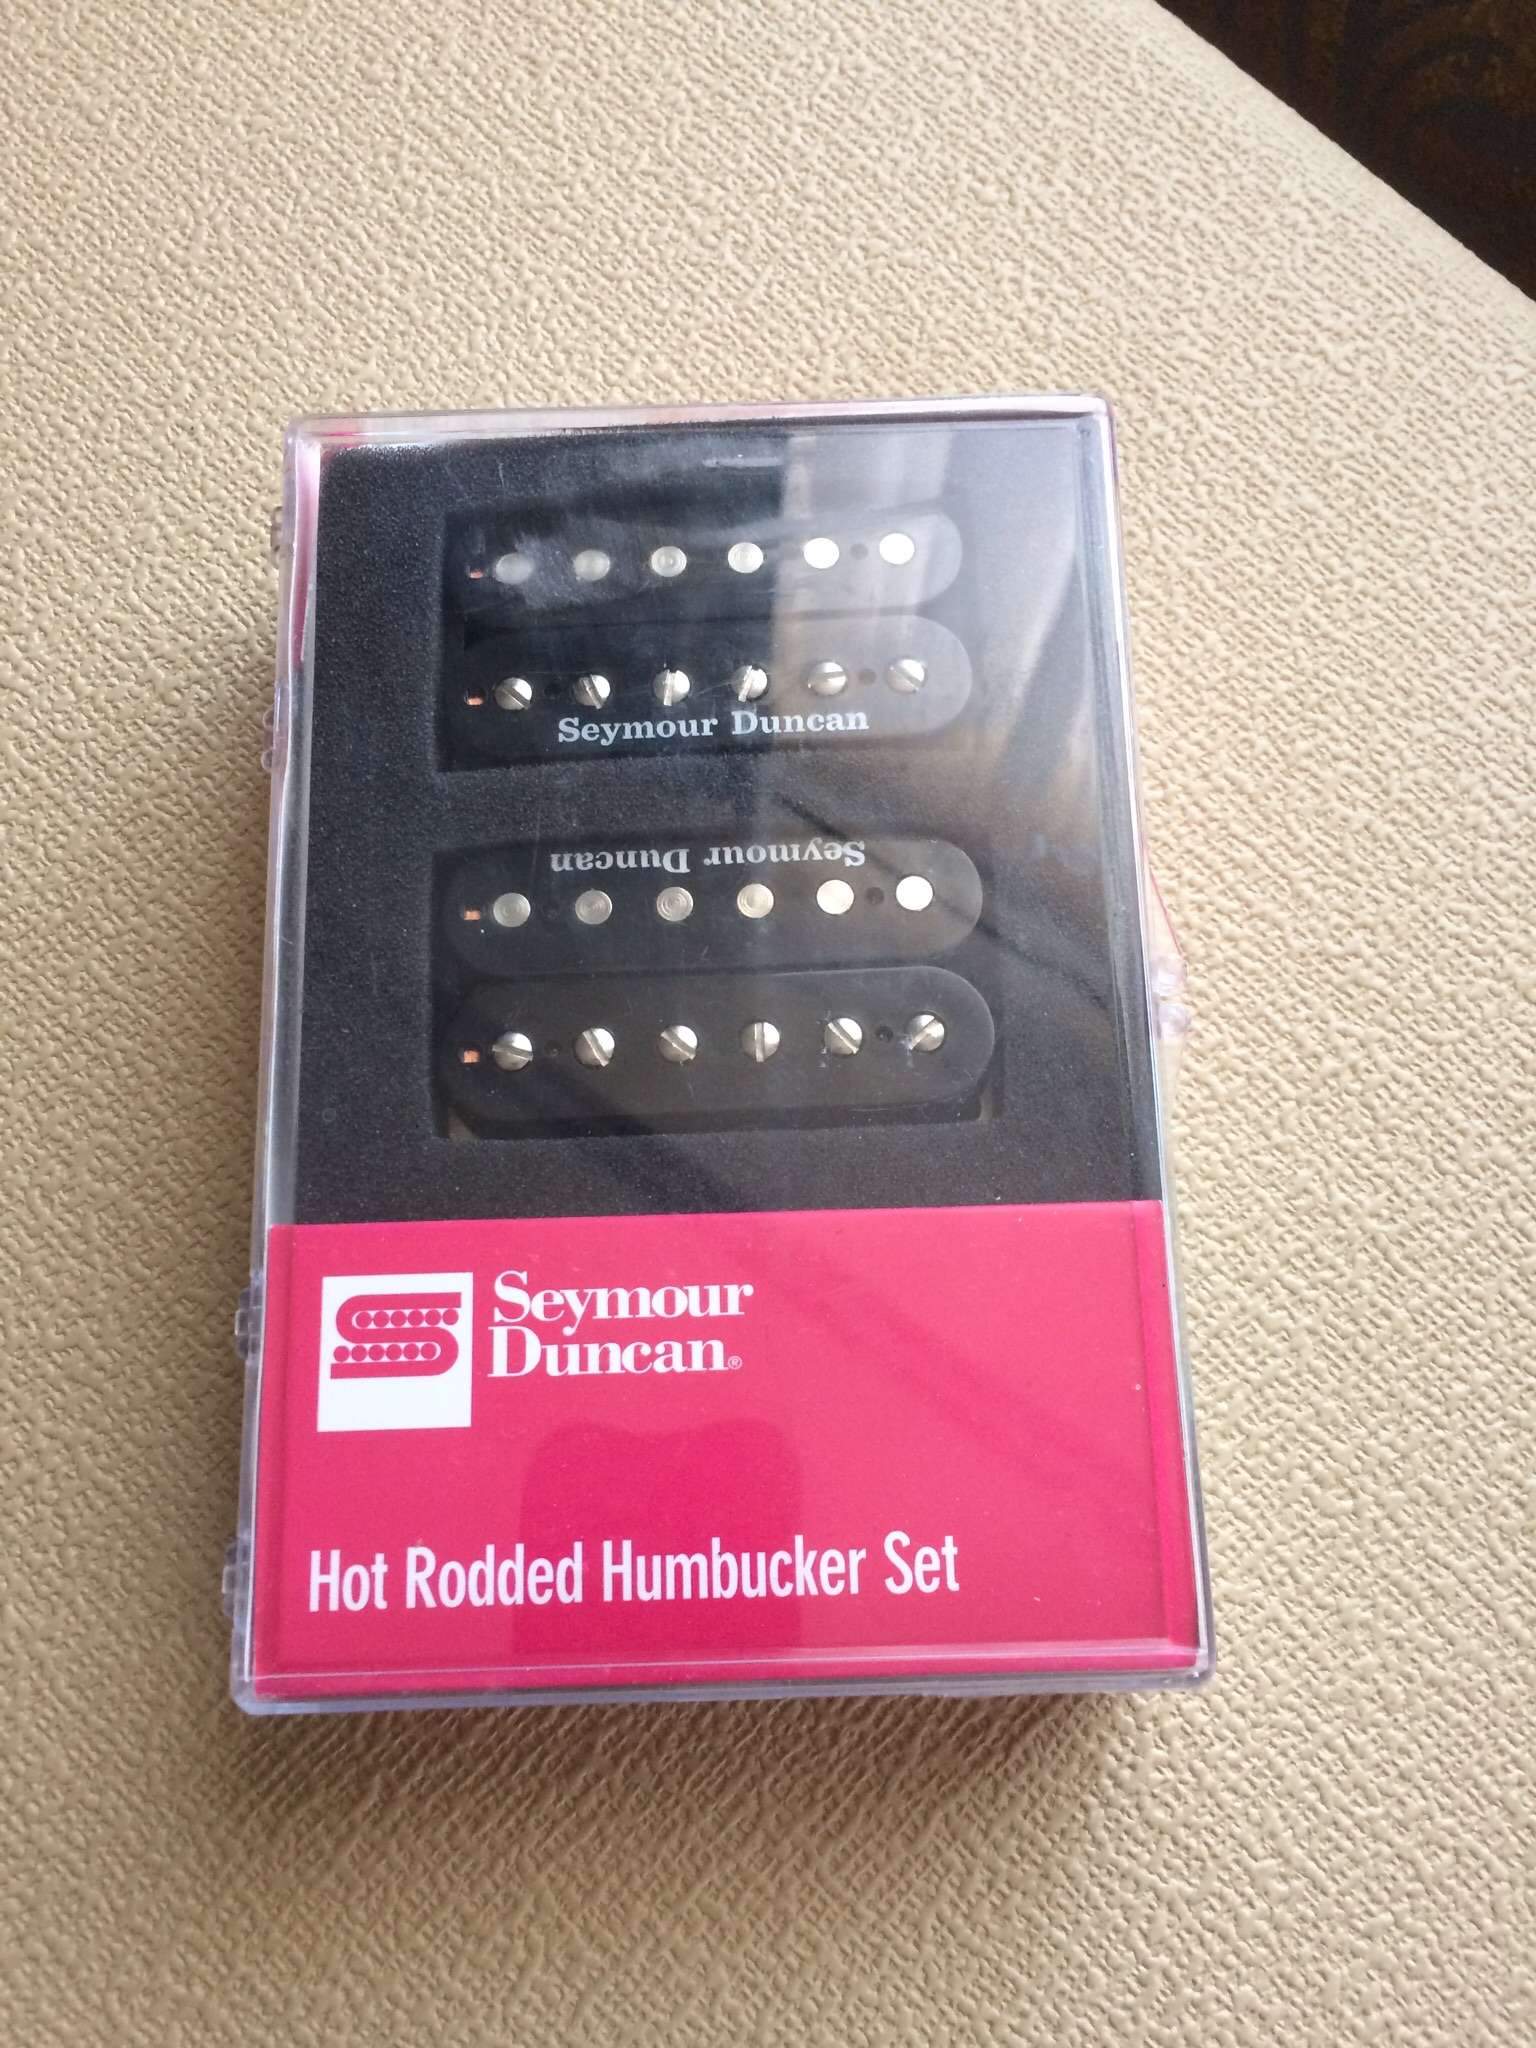 Seymour Duncan
Seymour Duncan
Seymour
Duncan®
Hot Rodded Humbucker Set